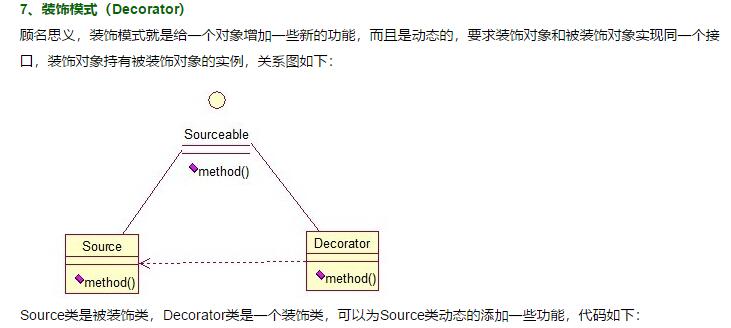 7、装饰模式（Decorator)
顾名思义，装饰模式就是给一个对象增加一些新的功能，而且是动态的，要求装饰对象和被装饰对象实现同一个接
口，装饰对象持有被装饰对象的实例，关系图如下：
Sourceable
method()
Source
method()
Decorator
method()
Source类是被装饰类，Decorator类是一个装饰类，可以为Source类动态的添加一些功能，代码如下：